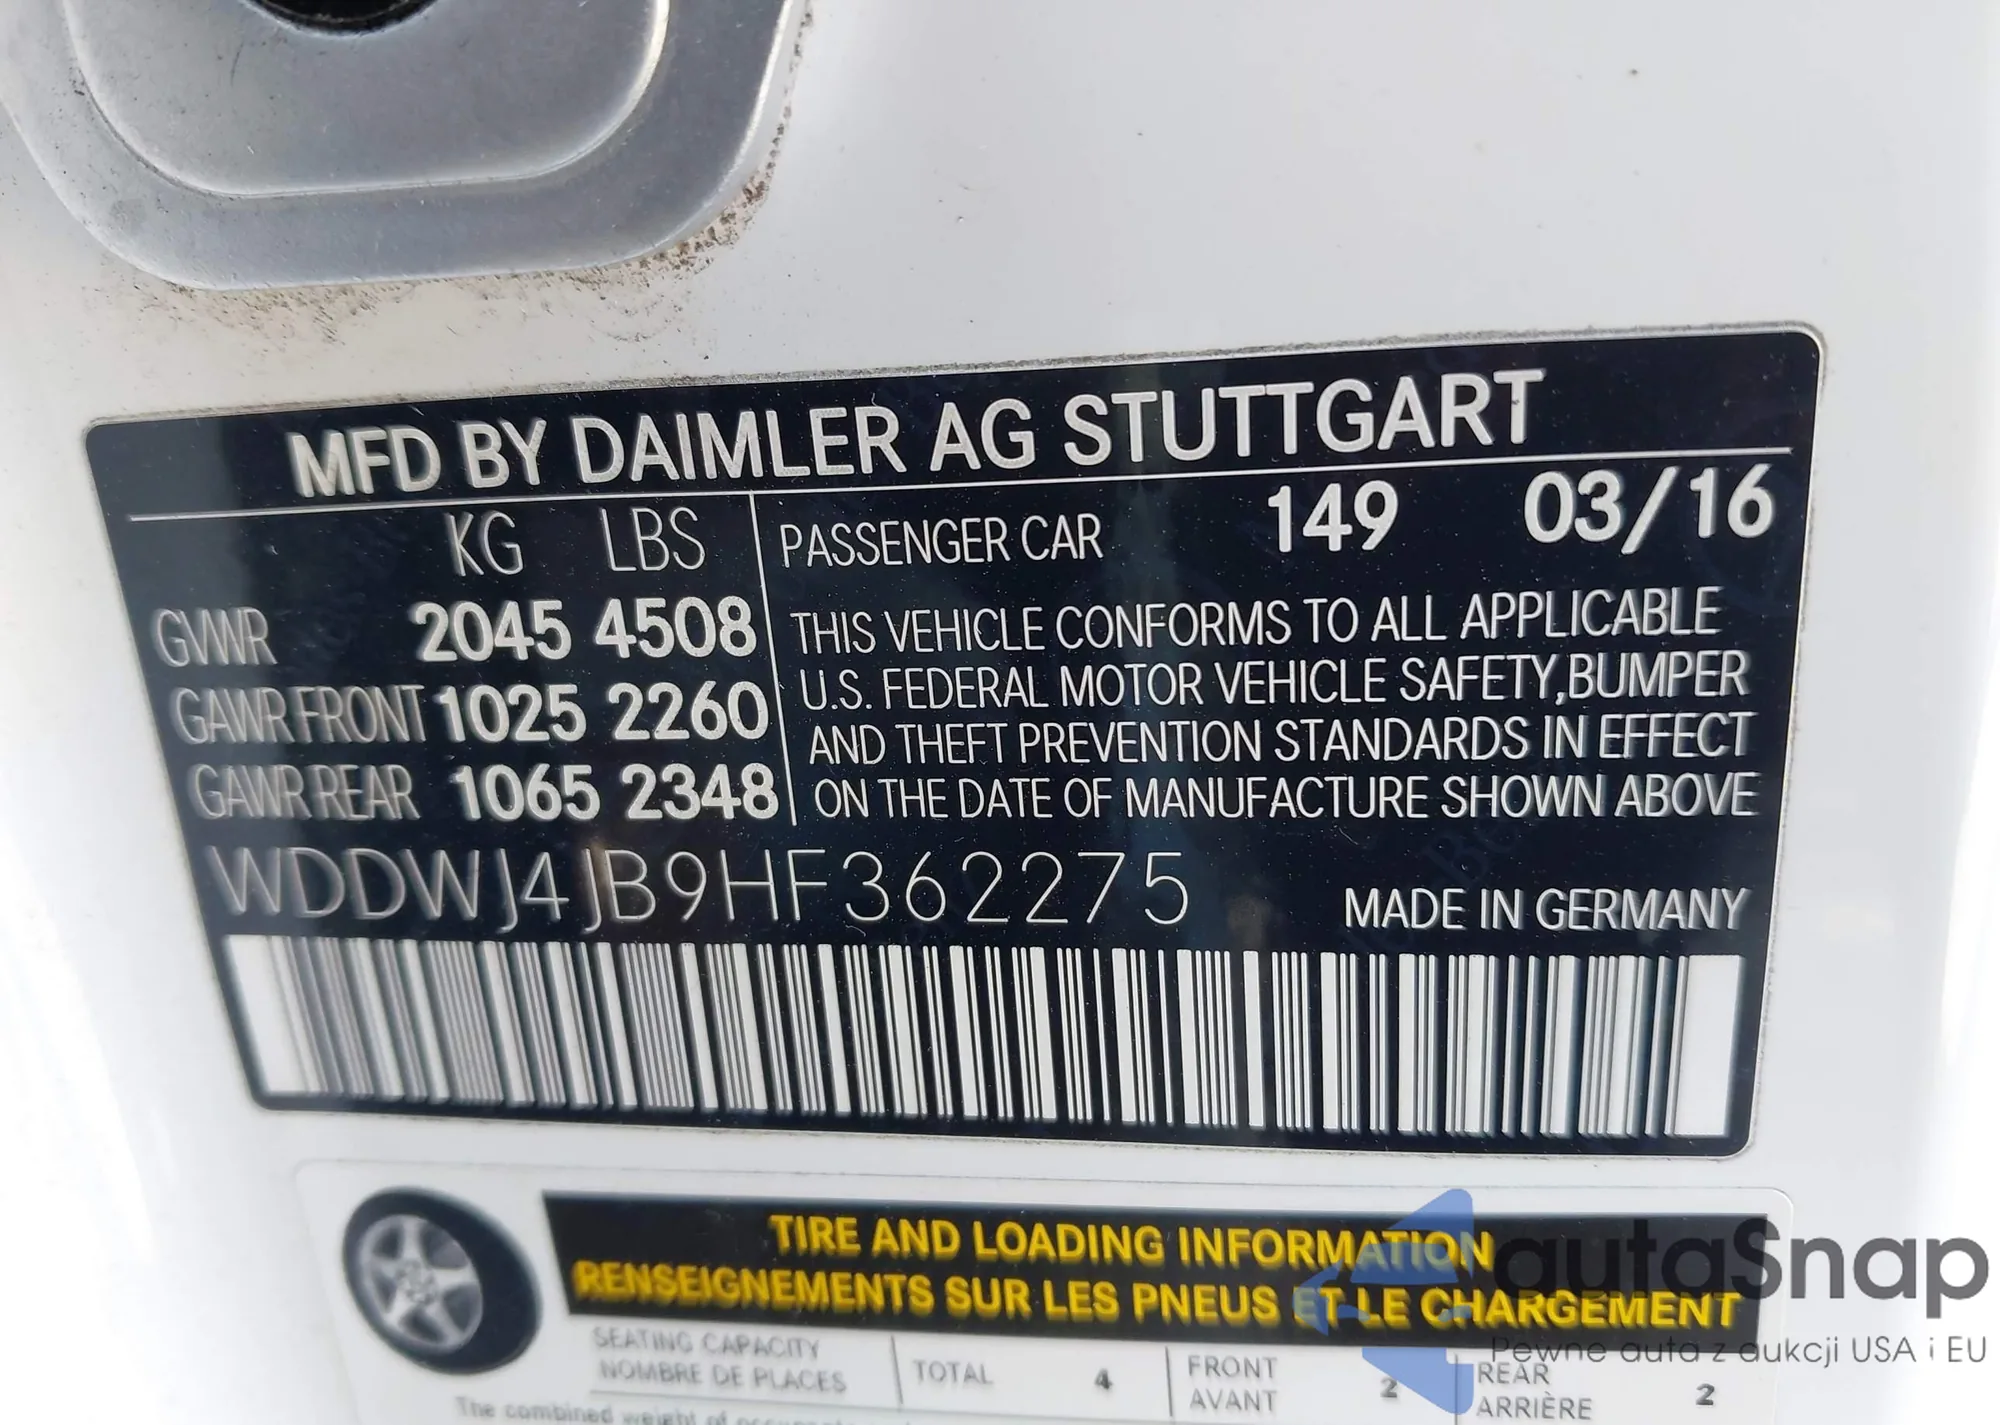 MFD BY DAIMLER AG STUTTGART
KG LBS PASSENGER CAR 149 03/16
GVWR 2045 4508
GAWR FRONT 1025 2260
GAWR REAR 1065 2348
THIS VEHICLE CONFORMS TO ALL APPLICABLE
U.S. FEDERAL MOTOR VEHICLE SAFETY,BUMPER
AND THEFT PREVENTION STANDARDS IN EFFECT
ON THE DATE OF MANUFACTURE SHOWN ABOVE
WDDWJ4JB9HF362275 MADE IN GERMANY
TIRE AND LOADING INFORMATION
RENSEIGNEMENTS SUR LES PNEUS ET LE CHARGEMENT
SEATING CAPACITY
NOMBRE DE PLACES
TOTAL 4
FRONT
AVANT 2
REAR
ARRIÈRE 2
The combined weight of
autaSnap
Pewne auta z aukcji USA i EU